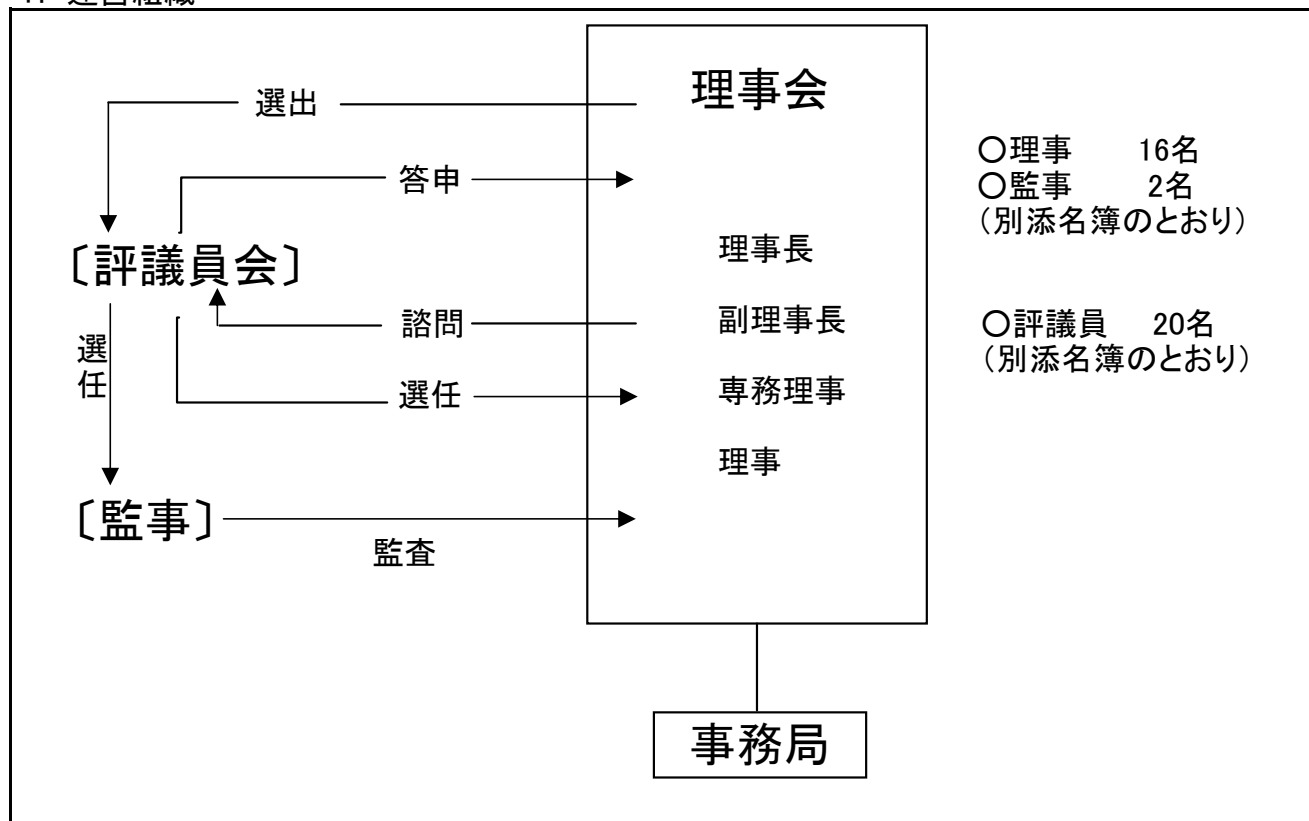 選出
理事会
答申
○理事 16名
○監事 2名
(別添名簿のとおり)
〔評議員会〕
理事長
諮問
副理事長
○評議員 20名
(別添名簿のとおり)
選任
選任
専務理事
理事
〔監事〕
監査
事務局